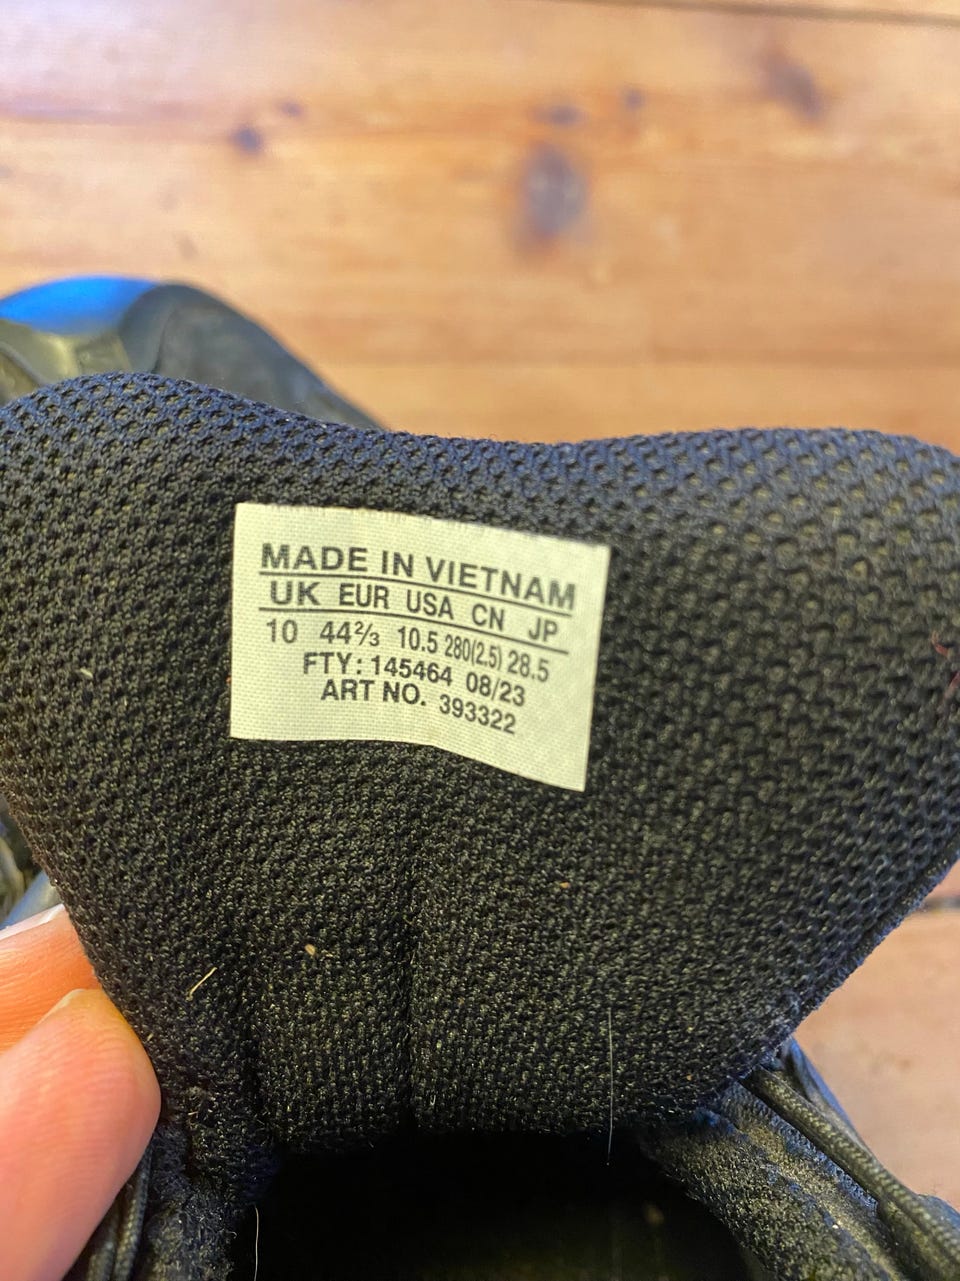 MADE IN VIETNAM
UK EUR USA CN JP
10 44⅔ 10.5 280(2.5) 28.5
FTY: 145464 08/23
ART NO. 393322